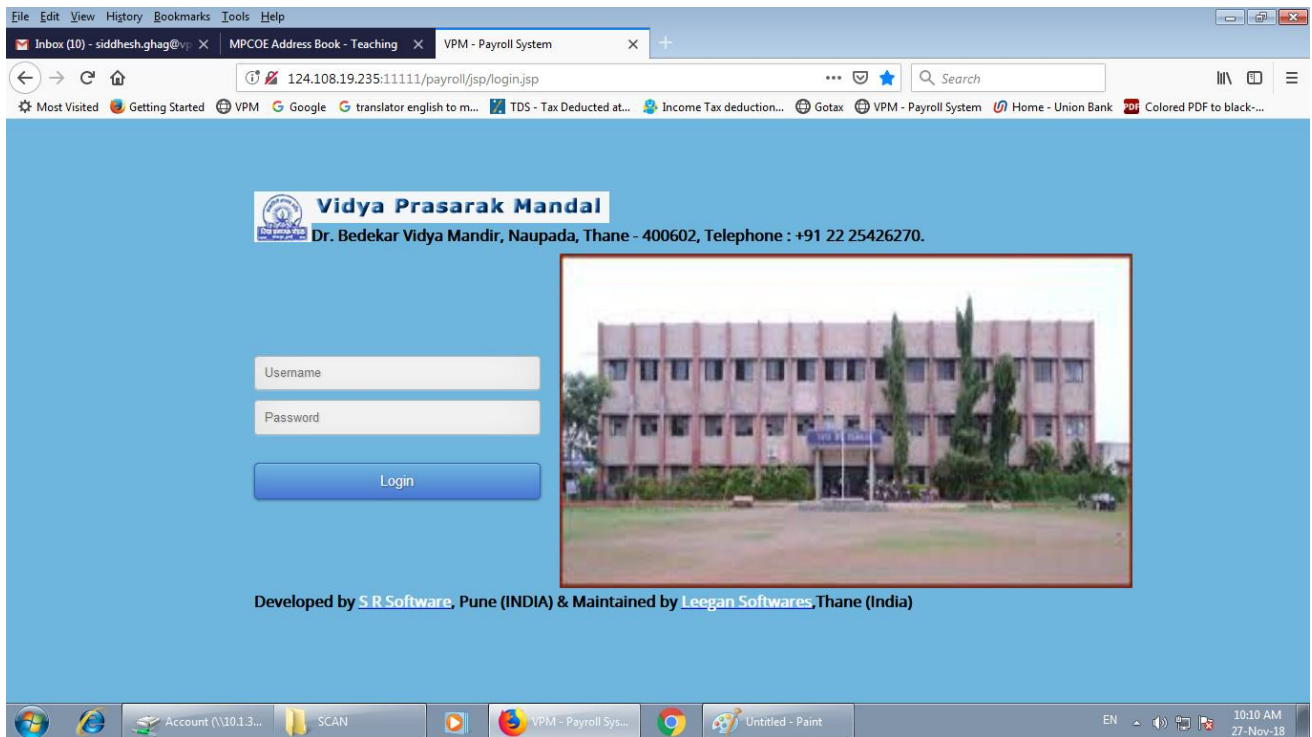 File Edit View History Bookmarks Tools Help
Inbox (10) - siddhesh.ghag@vp MPCOE Address Book - Teaching VPM - Payroll System
124.108.19.235:11111/payroll/jsp/login.jsp Search
Most Visited Getting Started VPM Google translator english to m... TDS - Tax Deducted at... Income Tax deduction... Gotax VPM - Payroll System Home - Union Bank PDF Colored PDF to black-...
Vidya Prasarak Mandal
Dr. Bedekar Vidya Mandir, Naupada, Thane - 400602, Telephone : +91 22 25426270.
Username
Password
Login
Developed by S R Software, Pune (INDIA) & Maintained by Leegan Softwares,Thane (India)
Account (\\10.1.3... SCAN VPM - Payroll Sys... Untitled - Paint EN 10:10 AM
27-Nov-18